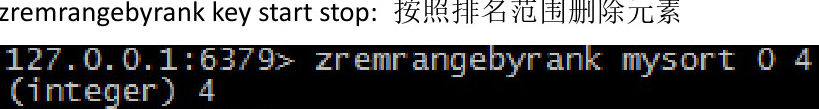 zremrangebyrank key start stop: 按照排名范围删除元素
127.0.0.1:6379> zremrangebyrank mysort 0 4
(integer) 4